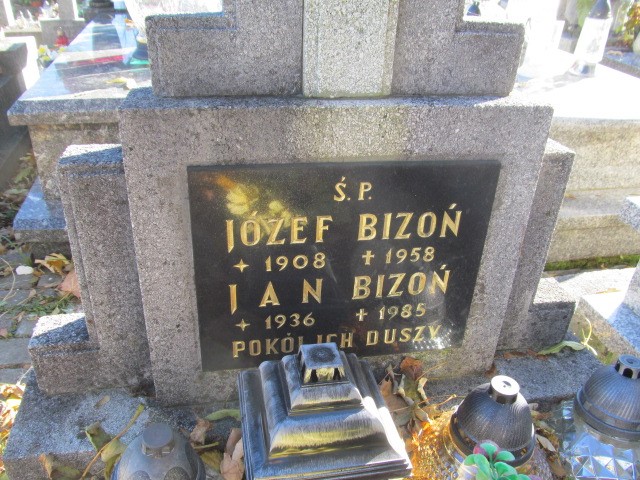 Ś.P.
JÓZEF BIZOŃ
✦ 1908 ✝ 1958
JAN BIZOŃ
✦ 1936 ✝ 1985
POKÓJ ICH DUSZY